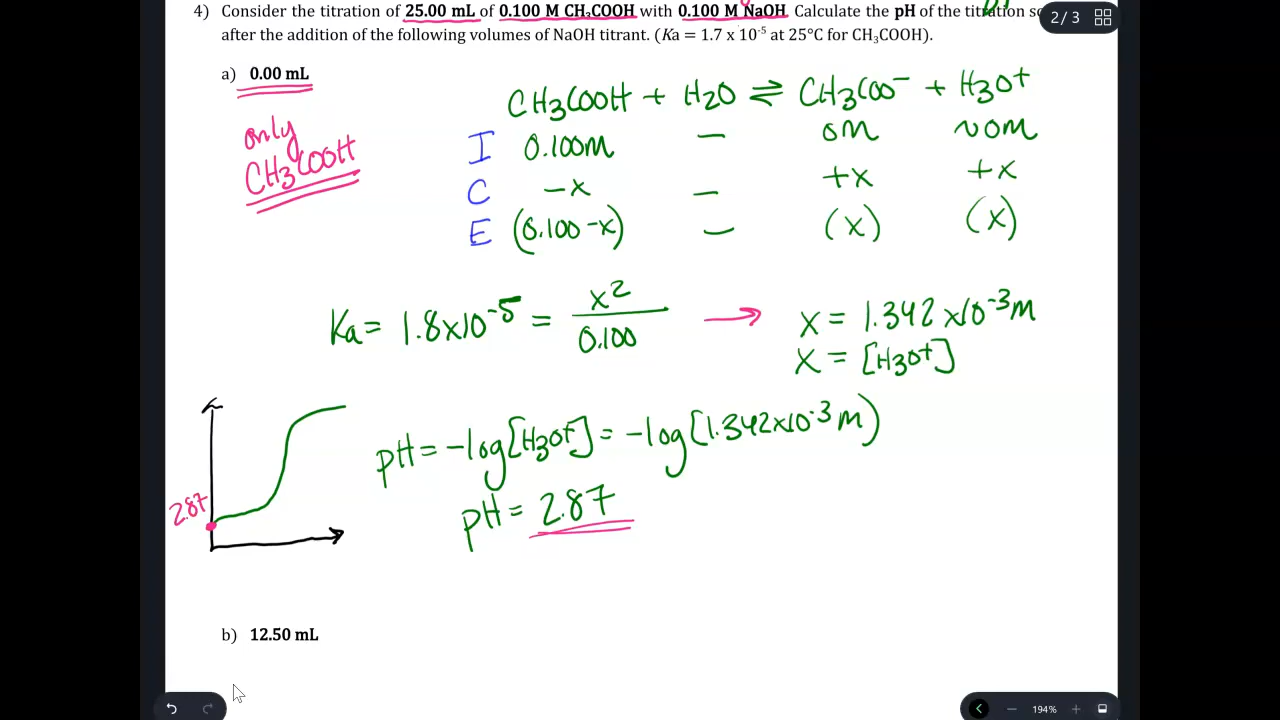 4) Consider the titration of 25.00 mL of 0.100 M CH₃COOH with 0.100 M NaOH. Calculate the pH of the titration
after the addition of the following volumes of NaOH titrant. (Ka = 1.7 x 10⁻⁵ at 25°C for CH₃COOH).
2 / 3
a) 0.00 mL
only
CH3COOH
CH3COOH + H2O ⇌ CH3COO⁻ + H3O+
I 0.100M – 0M ~0M
C -x – +x +x
E (0.100-x) – (x) (x)
Ka = 1.8x10⁻⁵ = x² / 0.100 → x = 1.342 x10⁻³ M
x = [H3O+]
pH = -log[H3O+] = -log(1.342x10⁻³ M)
pH = 2.87
2.87
b) 12.50 mL
194%